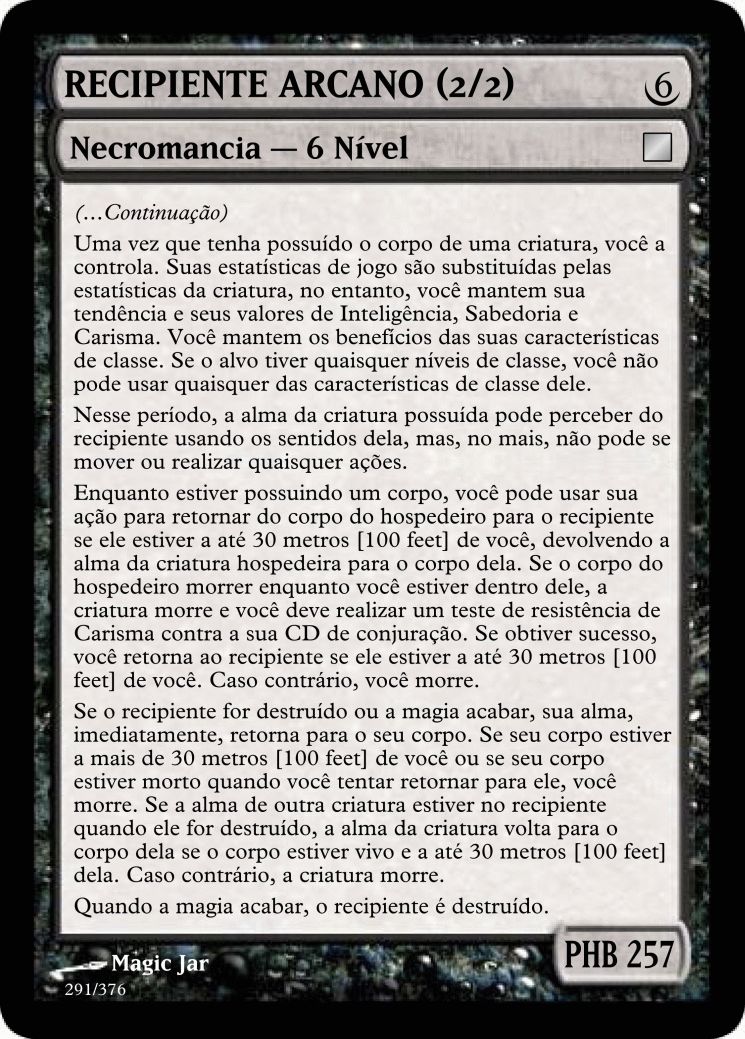 RECIPIENTE ARCANO (2/2)
6
Necromancia — 6 Nível
(...Continuação)
Uma vez que tenha possuído o corpo de uma criatura, você a
controla. Suas estatísticas de jogo são substituídas pelas
estatísticas da criatura, no entanto, você mantem sua
tendência e seus valores de Inteligência, Sabedoria e
Carisma. Você mantem os benefícios das suas características
de classe. Se o alvo tiver quaisquer níveis de classe, você não
pode usar quaisquer das características de classe dele.
Nesse período, a alma da criatura possuída pode perceber do
recipiente usando os sentidos dela, mas, no mais, não pode se
mover ou realizar quaisquer ações.
Enquanto estiver possuindo um corpo, você pode usar sua
ação para retornar do corpo do hospedeiro para o recipiente
se ele estiver a até 30 metros [100 feet] de você, devolvendo a
alma da criatura hospedeira para o corpo dela. Se o corpo do
hospedeiro morrer enquanto você estiver dentro dele, a
criatura morre e você deve realizar um teste de resistência de
Carisma contra a sua CD de conjuração. Se obtiver sucesso,
você retorna ao recipiente se ele estiver a até 30 metros [100
feet] de você. Caso contrário, você morre.
Se o recipiente for destruído ou a magia acabar, sua alma,
imediatamente, retorna para o seu corpo. Se seu corpo estiver
a mais de 30 metros [100 feet] de você ou se seu corpo
estiver morto quando você tentar retornar para ele, você
morre. Se a alma de outra criatura estiver no recipiente
quando ele for destruído, a alma da criatura volta para o
corpo dela se o corpo estiver vivo e a até 30 metros [100 feet]
dela. Caso contrário, a criatura morre.
Quando a magia acabar, o recipiente é destruído.
PHB 257
Magic Jar
291/376